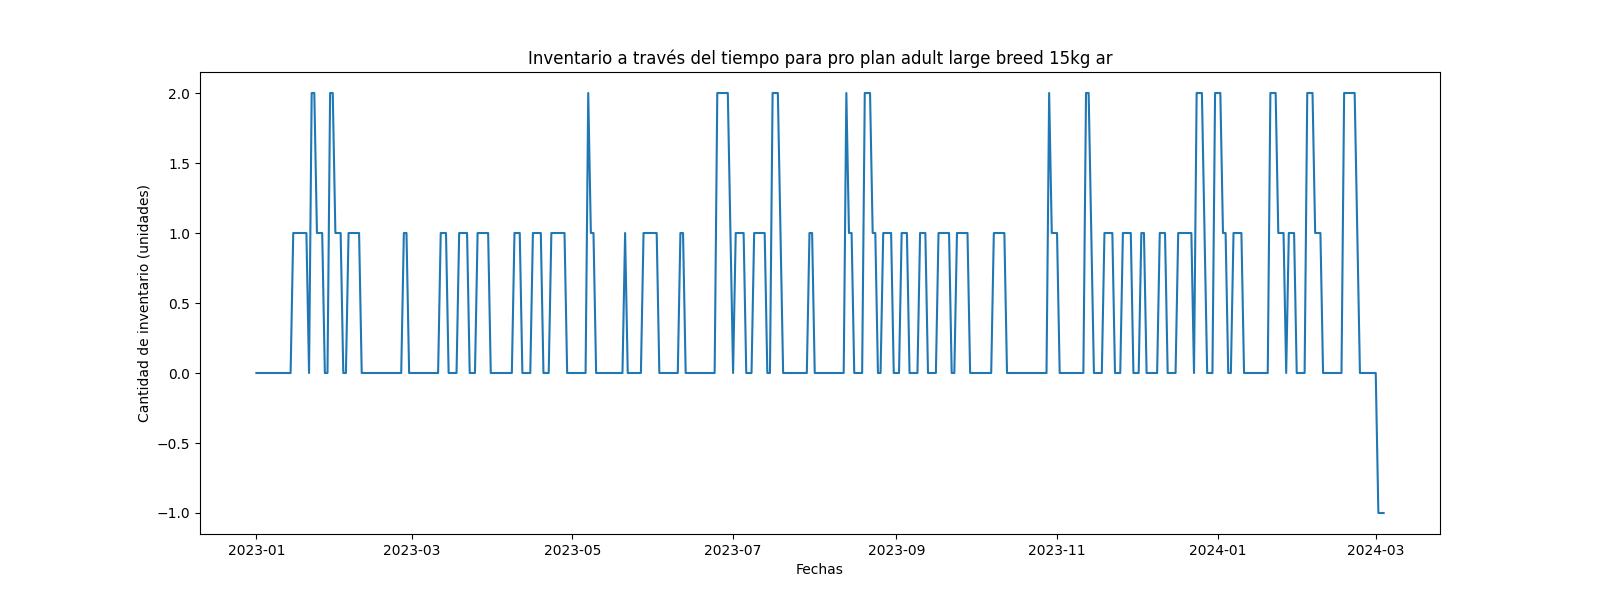 Inventario a través del tiempo para pro plan adult large breed 15kg ar
Cantidad de inventario (unidades)
2.0
1.5
1.0
0.5
0.0
−0.5
−1.0
2023-01 2023-03 2023-05 2023-07 2023-09 2023-11 2024-01 2024-03
Fechas